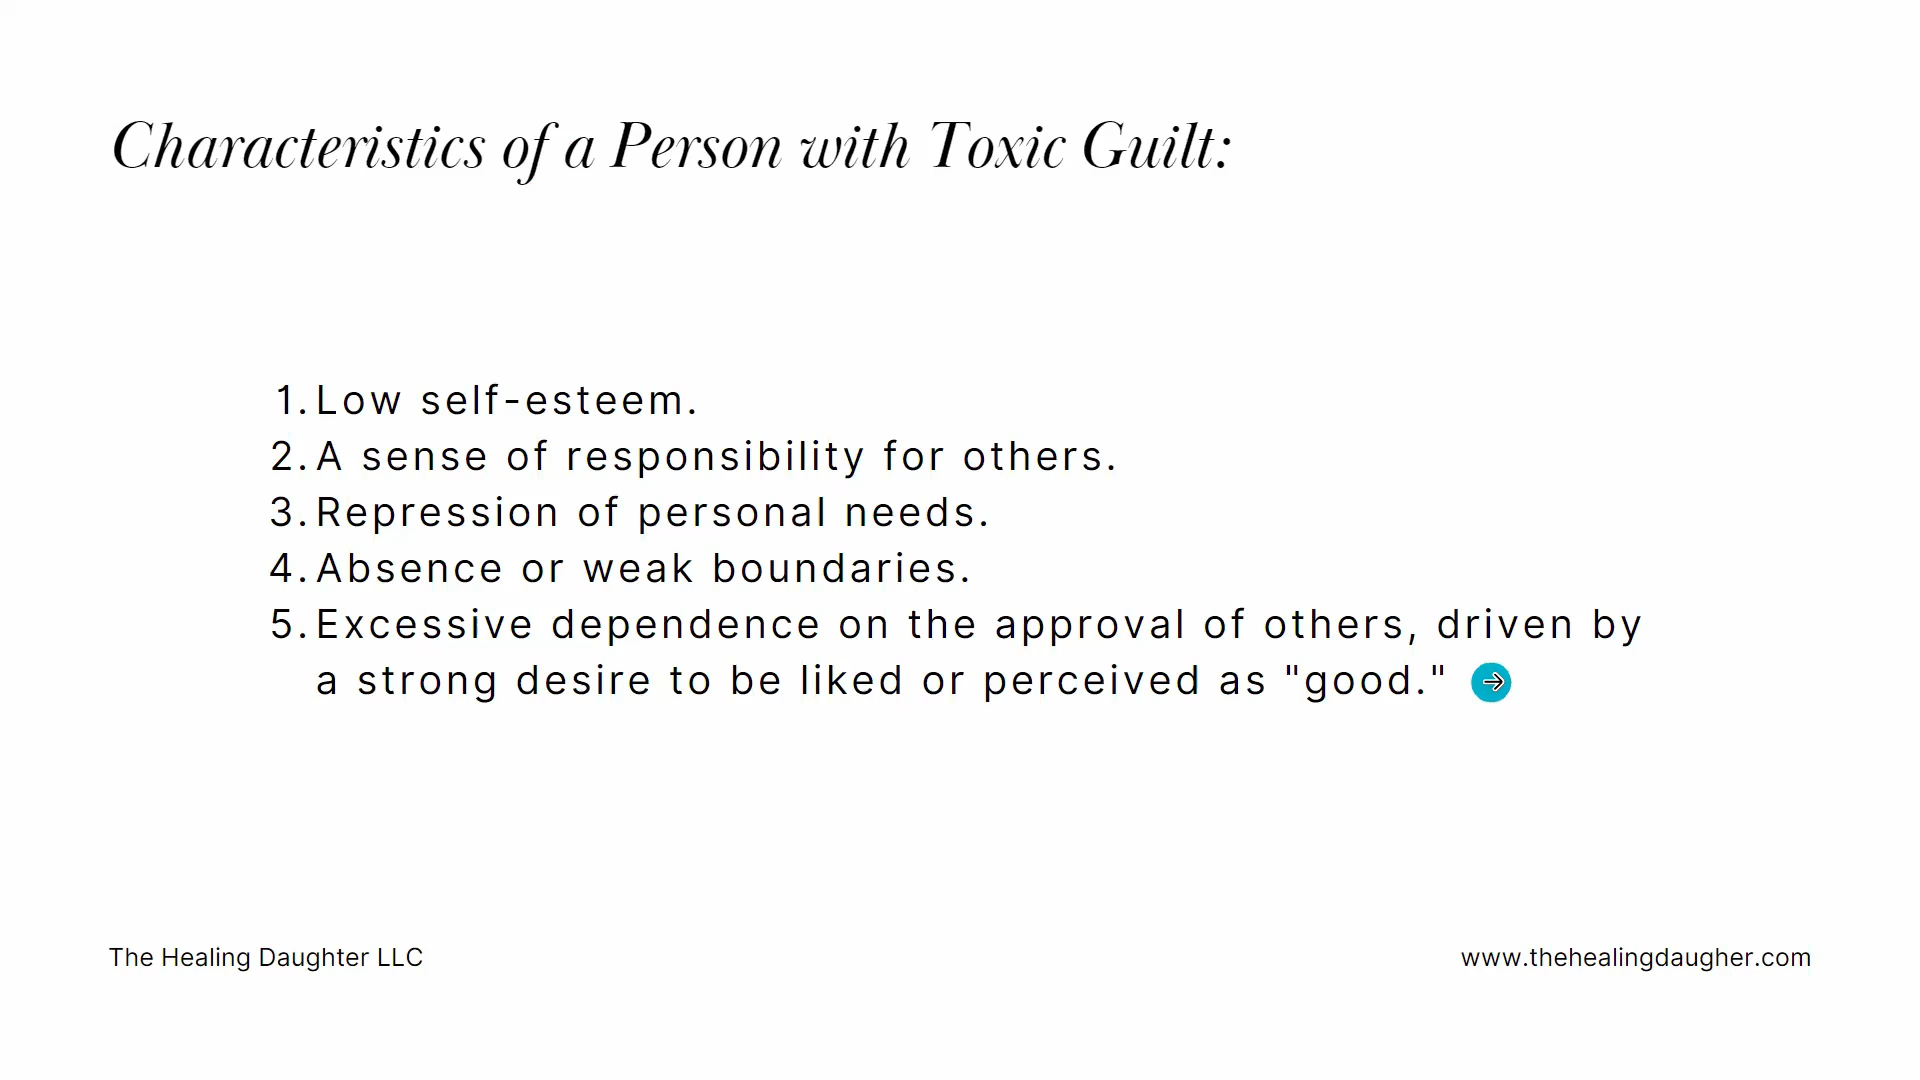 Characteristics of a Person with Toxic Guilt:
1. Low self-esteem.
2. A sense of responsibility for others.
3. Repression of personal needs.
4. Absence or weak boundaries.
5. Excessive dependence on the approval of others, driven by
a strong desire to be liked or perceived as "good."
The Healing Daughter LLC
www.thehealingdaugher.com